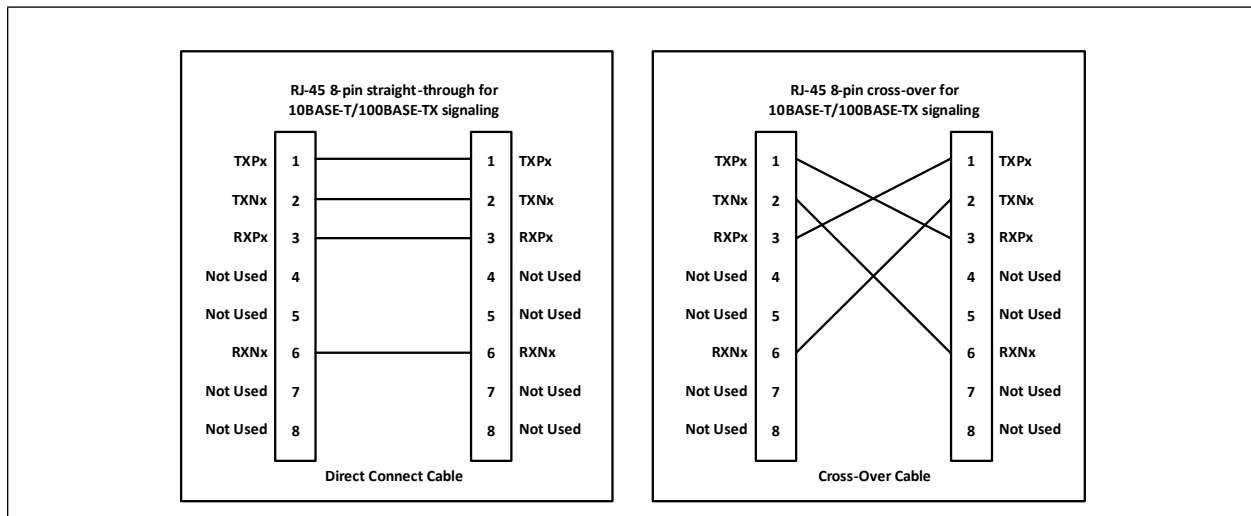 RJ-45 8-pin straight-through for
10BASE-T/100BASE-TX signaling
TXPx 1 1 TXPx
TXNx 2 2 TXNx
RXPx 3 3 RXPx
Not Used 4 4 Not Used
Not Used 5 5 Not Used
RXNx 6 6 RXNx
Not Used 7 7 Not Used
Not Used 8 8 Not Used
Direct Connect Cable
RJ-45 8-pin cross-over for
10BASE-T/100BASE-TX signaling
TXPx 1 1 TXPx
TXNx 2 2 TXNx
RXPx 3 3 RXPx
Not Used 4 4 Not Used
Not Used 5 5 Not Used
RXNx 6 6 RXNx
Not Used 7 7 Not Used
Not Used 8 8 Not Used
Cross-Over Cable